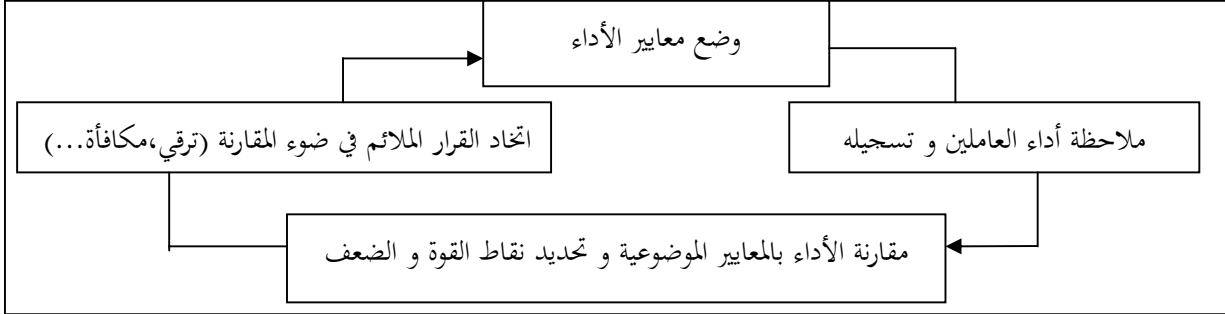 وضع معايير الأداء
ملاحظة أداء العاملين و تسجيله
اتخاد القرار الملائم في ضوء المقارنة (ترقي،مكافأة...)
مقارنة الأداء بالمعايير الموضوعية و تحديد نقاط القوة و الضعف